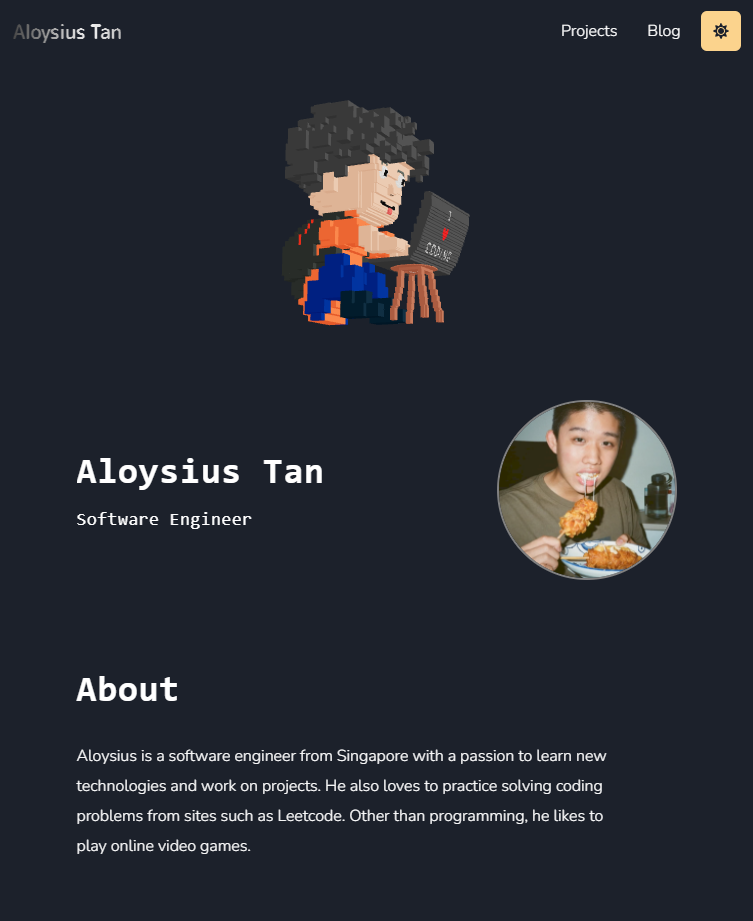 Aloysius Tan
Projects
Blog
I
CODING
Aloysius Tan
Software Engineer
About
Aloysius is a software engineer from Singapore with a passion to learn new
technologies and work on projects. He also loves to practice solving coding
problems from sites such as Leetcode. Other than programming, he likes to
play online video games.